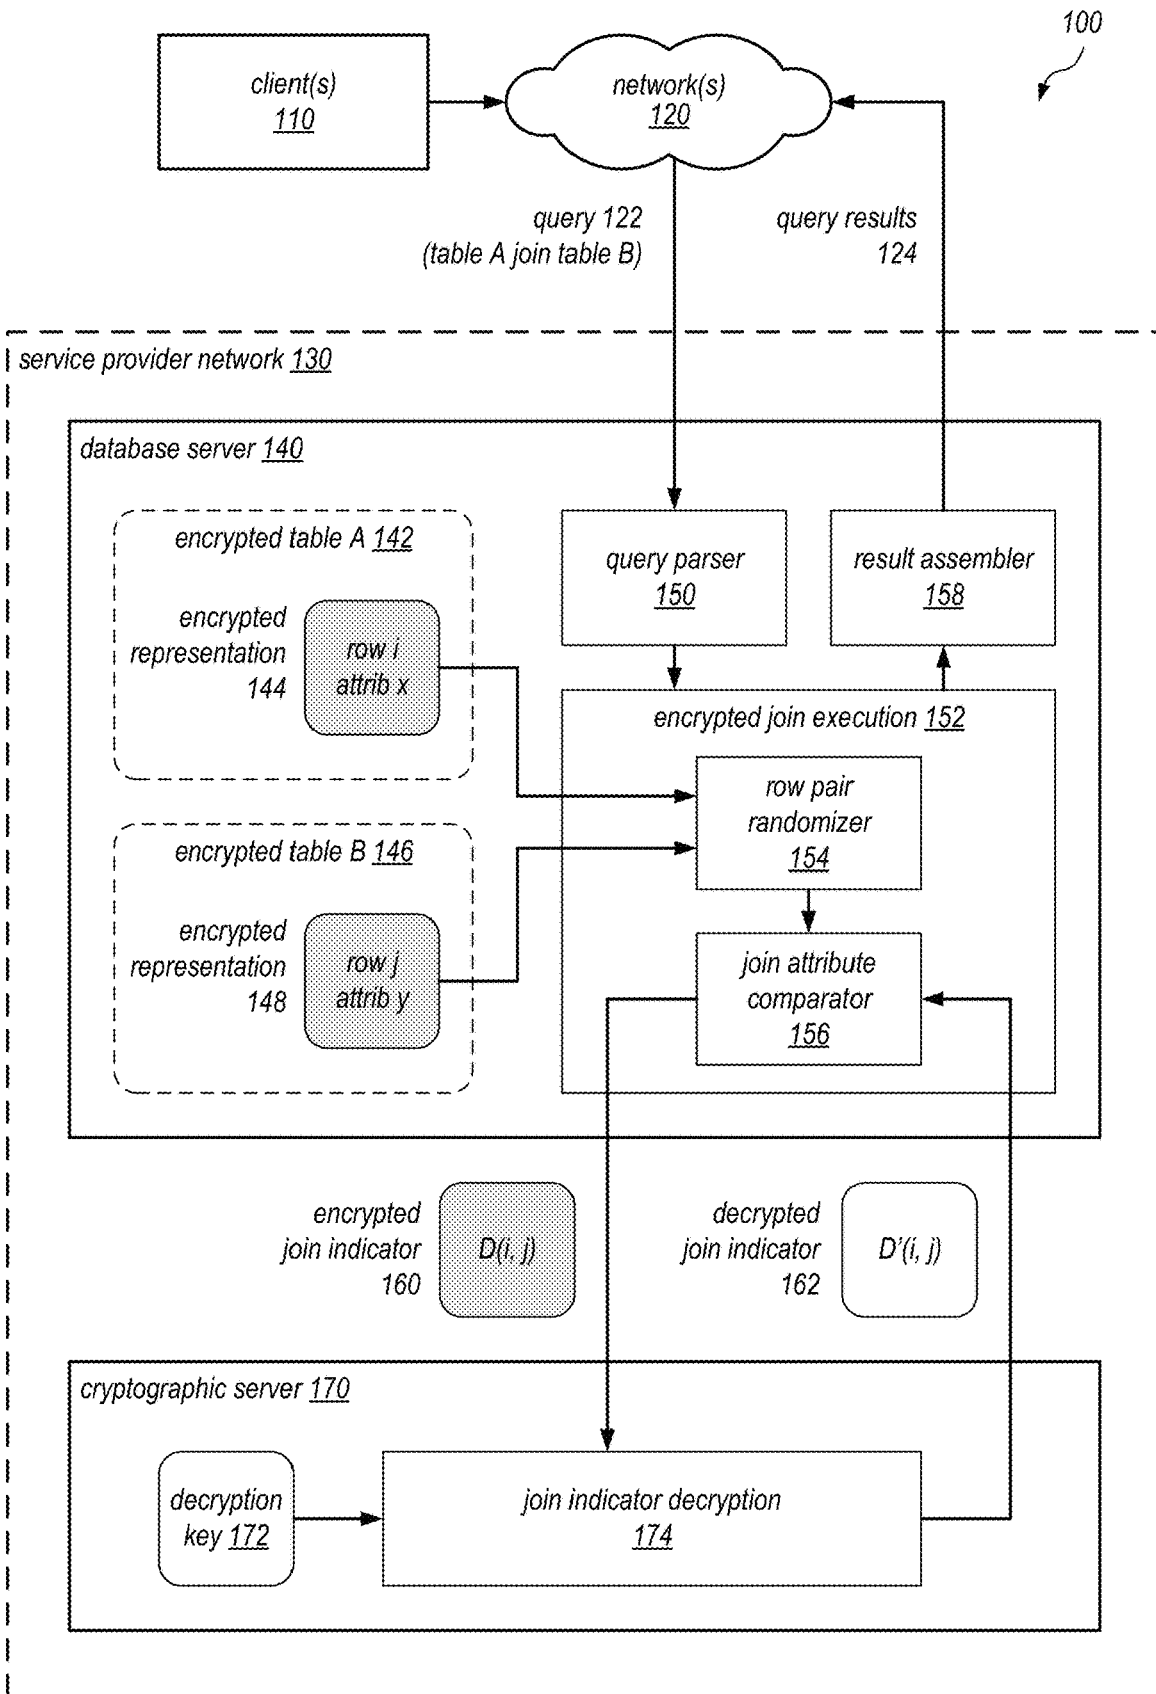 100
client(s)
110
network(s)
120
query 122
(table A join table B)
query results
124
service provider network 130
database server 140
encrypted table A 142
encrypted
representation
144
row i
attrib x
query parser
150
result assembler
158
encrypted join execution 152
row pair
randomizer
154
encrypted table B 146
encrypted
representation
148
row j
attrib y
join attribute
comparator
156
encrypted
join indicator
160
D(i, j)
decrypted
join indicator
162
D'(i, j)
cryptographic server 170
decryption
key 172
join indicator decryption
174